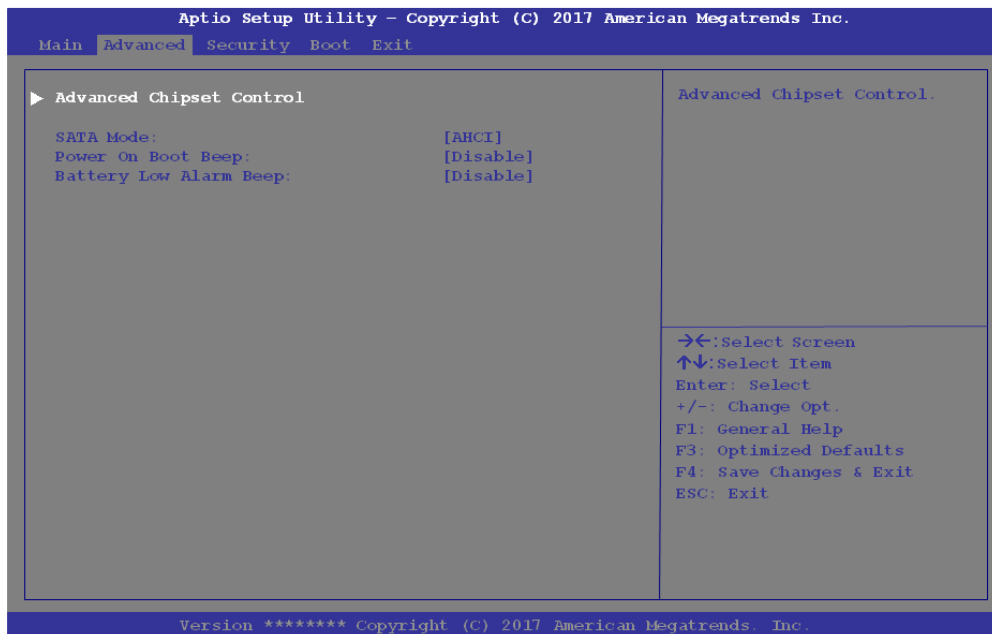 Aptio Setup Utility – Copyright (C) 2017 American Megatrends Inc.
Main Advanced Security Boot Exit
▶ Advanced Chipset Control
SATA Mode: [AHCI]
Power On Boot Beep: [Disable]
Battery Low Alarm Beep: [Disable]
Advanced Chipset Control.
→←:Select Screen
↑↓:Select Item
Enter: Select
+/-: Change Opt.
F1: General Help
F3: Optimized Defaults
F4: Save Changes & Exit
ESC: Exit
Version ******** Copyright (C) 2017 American Megatrends. Inc.